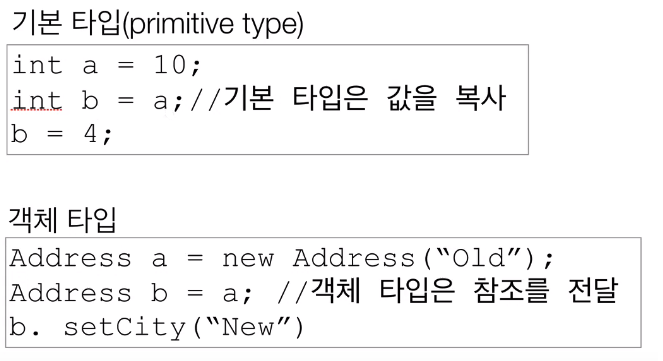 기본 타입(primitive type)
int a = 10;
int b = a;//기본 타입은 값을 복사
b = 4;
객체 타입
Address a = new Address(“Old”);
Address b = a; //객체 타입은 참조를 전달
b. setCity(“New”)